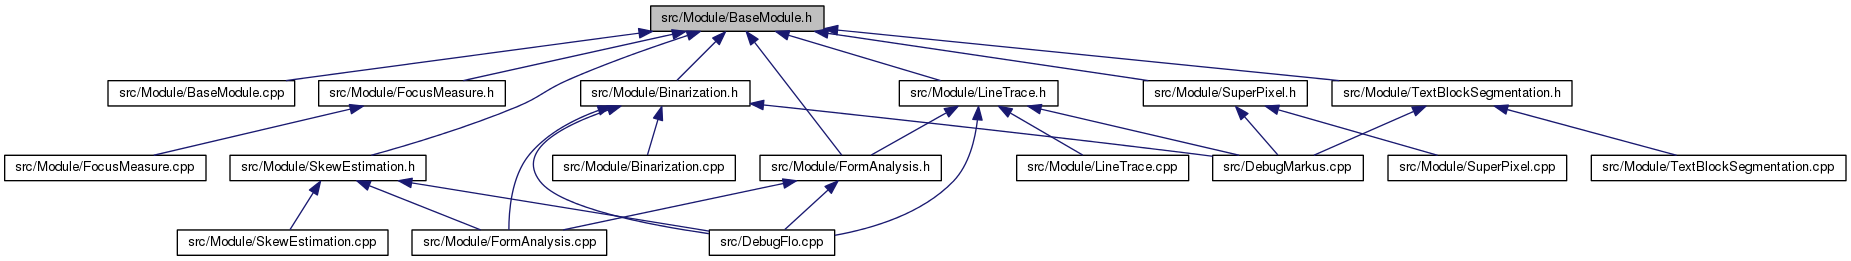 src/Module/BaseModule.h
src/Module/BaseModule.cpp
src/Module/FocusMeasure.h
src/Module/Binarization.h
src/Module/LineTrace.h
src/Module/SuperPixel.h
src/Module/TextBlockSegmentation.h
src/Module/FocusMeasure.cpp
src/Module/SkewEstimation.h
src/Module/Binarization.cpp
src/Module/FormAnalysis.h
src/Module/LineTrace.cpp
src/DebugMarkus.cpp
src/Module/SuperPixel.cpp
src/Module/TextBlockSegmentation.cpp
src/Module/SkewEstimation.cpp
src/Module/FormAnalysis.cpp
src/DebugFlo.cpp